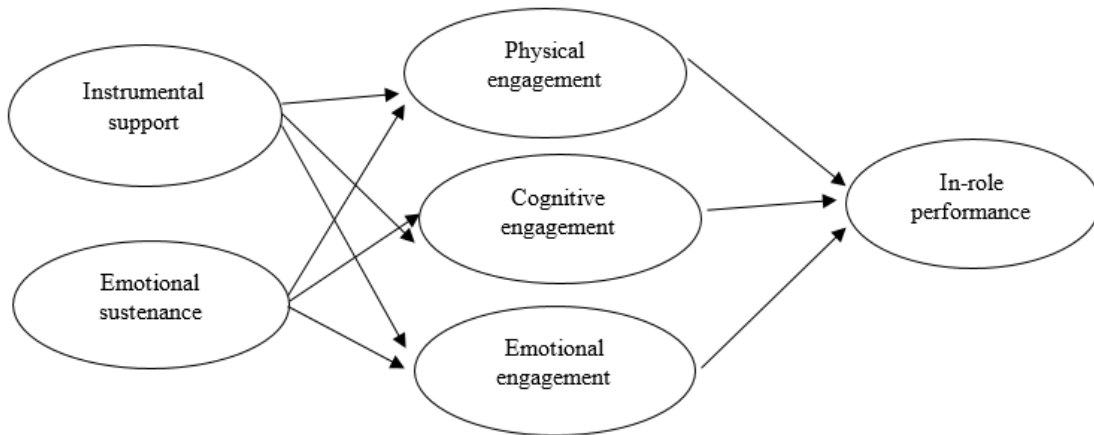 Instrumental
support
Emotional
sustenance
Physical
engagement
Cognitive
engagement
Emotional
engagement
In-role
performance